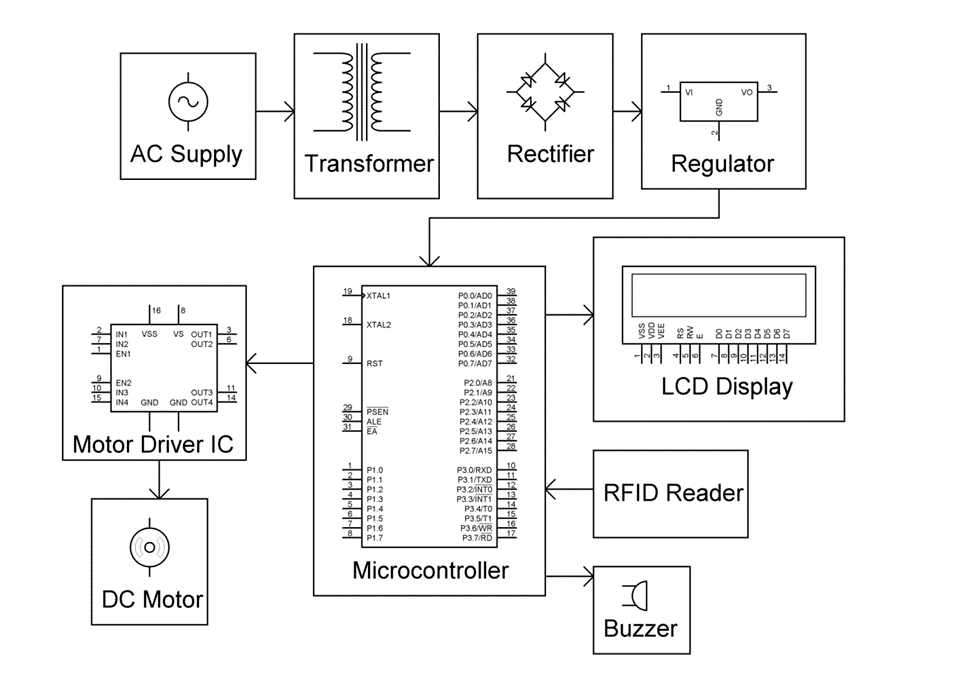 AC Supply
Transformer
Rectifier
1 VI VO 3
GND
2
Regulator
16 8
VSS VS
2 IN1 OUT1 3
7 IN2 OUT2 6
1 EN1
9 EN2
10 IN3 OUT3 11
15 IN4 OUT4 14
GND GND
Motor Driver IC
DC Motor
19 XTAL1 P0.0/AD0 39
P0.1/AD1 38
P0.2/AD2 37
18 XTAL2 P0.3/AD3 36
P0.4/AD4 35
P0.5/AD5 34
P0.6/AD6 33
9 RST P0.7/AD7 32
P2.0/A8 21
P2.1/A9 22
P2.2/A10 23
29 PSEN P2.3/A11 24
30 ALE P2.4/A12 25
31 EA P2.5/A13 26
P2.6/A14 27
P2.7/A15 28
1 P1.0 P3.0/RXD 10
2 P1.1 P3.1/TXD 11
3 P1.2 P3.2/INT0 12
4 P1.3 P3.3/INT1 13
5 P1.4 P3.4/T0 14
6 P1.5 P3.5/T1 15
7 P1.6 P3.6/WR 16
8 P1.7 P3.7/RD 17
Microcontroller
VSS VDD VEE RS RW E D0 D1 D2 D3 D4 D5 D6 D7
1 2 3 4 5 6 7 8 9 10 11 12 13 14
LCD Display
RFID Reader
Buzzer